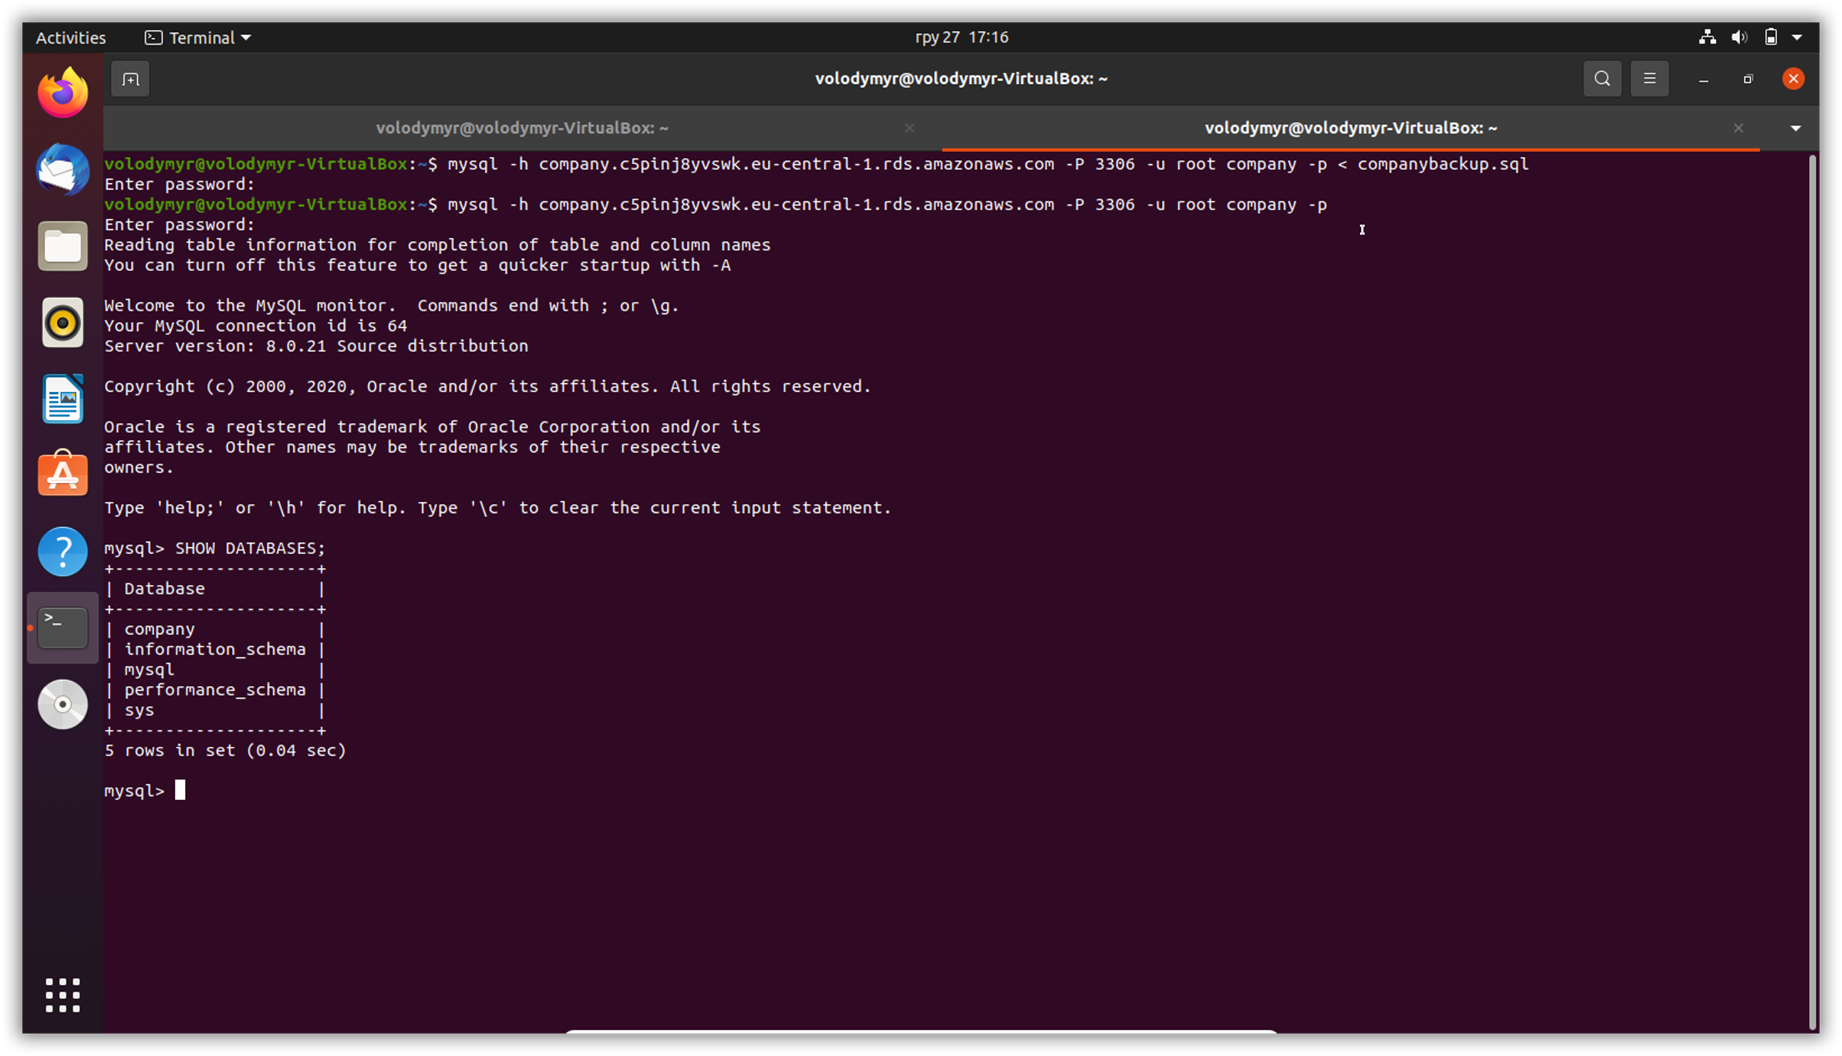 Activities Terminal гру 27 17:16
volodymyr@volodymyr-VirtualBox: ~
volodymyr@volodymyr-VirtualBox: ~ volodymyr@volodymyr-VirtualBox: ~
volodymyr@volodymyr-VirtualBox:~$ mysql -h company.c5pinj8yvswk.eu-central-1.rds.amazonaws.com -P 3306 -u root company -p < companybackup.sql
Enter password:
volodymyr@volodymyr-VirtualBox:~$ mysql -h company.c5pinj8yvswk.eu-central-1.rds.amazonaws.com -P 3306 -u root company -p
Enter password:
Reading table information for completion of table and column names
You can turn off this feature to get a quicker startup with -A
Welcome to the MySQL monitor.  Commands end with ; or \g.
Your MySQL connection id is 64
Server version: 8.0.21 Source distribution
Copyright (c) 2000, 2020, Oracle and/or its affiliates. All rights reserved.
Oracle is a registered trademark of Oracle Corporation and/or its
affiliates. Other names may be trademarks of their respective
owners.
Type 'help;' or '\h' for help. Type '\c' to clear the current input statement.
mysql> SHOW DATABASES;
+--------------------+
| Database           |
+--------------------+
| company            |
| information_schema |
| mysql              |
| performance_schema |
| sys                |
+--------------------+
5 rows in set (0.04 sec)
mysql>